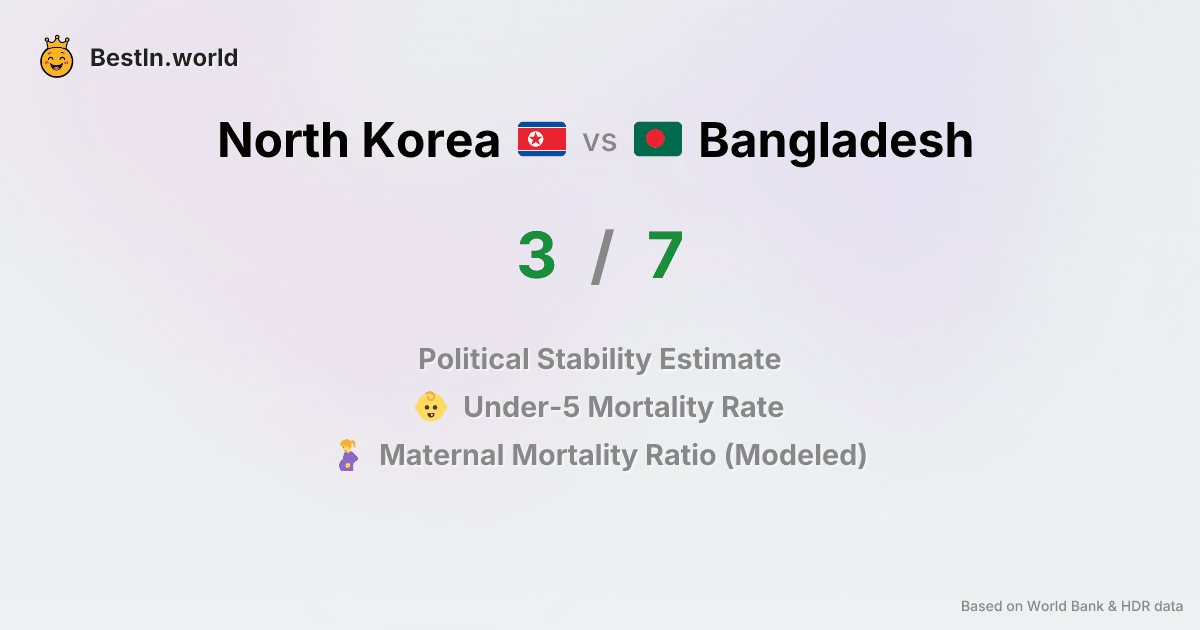 BestIn.world
North Korea vs Bangladesh
3 / 7
Political Stability Estimate
Under-5 Mortality Rate
Maternal Mortality Ratio (Modeled)
Based on World Bank & HDR data